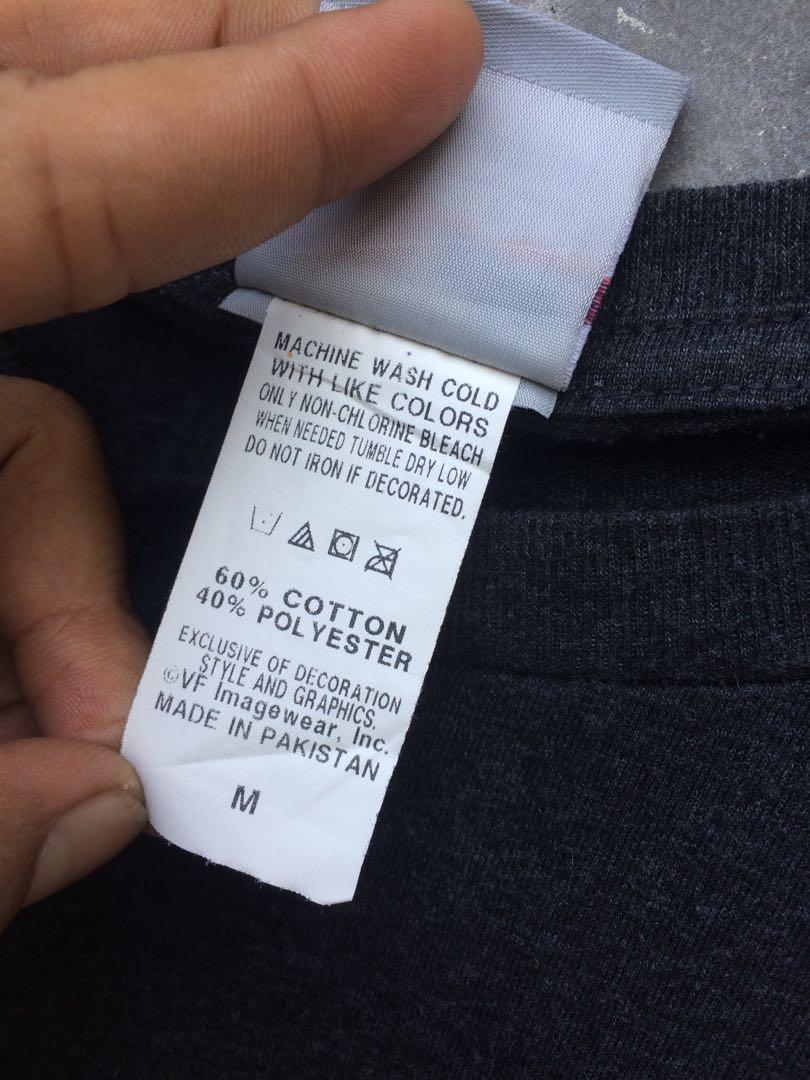 MACHINE WASH COLD
WITH LIKE COLORS
ONLY NON-CHLORINE BLEACH
WHEN NEEDED TUMBLE DRY LOW
DO NOT IRON IF DECORATED.
60% COTTON
40% POLYESTER
EXCLUSIVE OF DECORATION
STYLE AND GRAPHICS.
©VF Imagewear, Inc.
MADE IN PAKISTAN
M